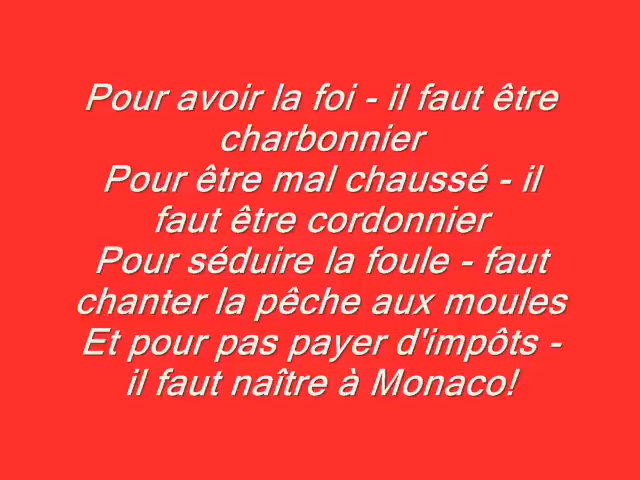 Pour avoir la foi - il faut être
charbonnier
Pour être mal chaussé - il
faut être cordonnier
Pour séduire la foule - faut
chanter la pêche aux moules
Et pour pas payer d'impôts -
il faut naître à Monaco!